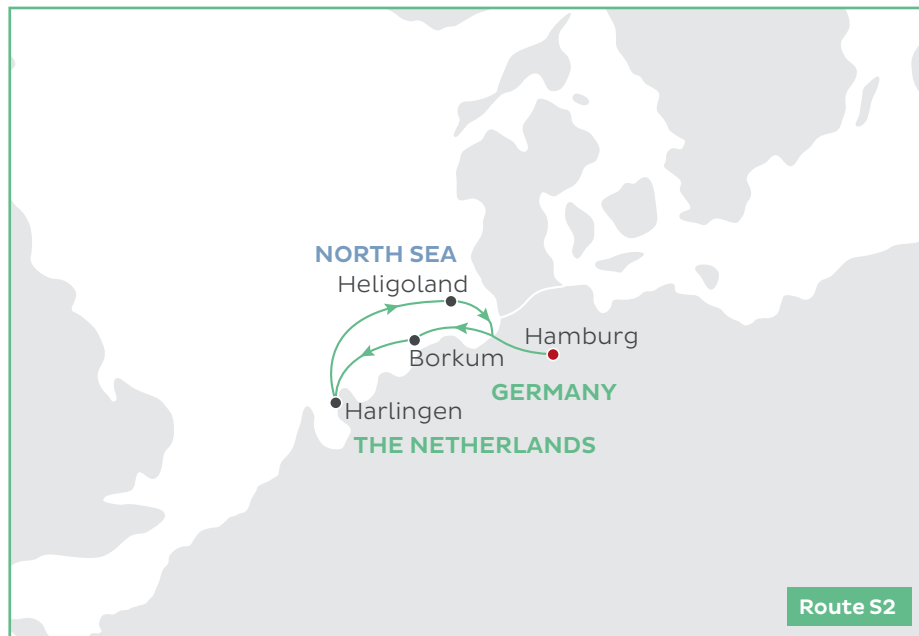 NORTH SEA
Heligoland
Hamburg
Borkum
GERMANY
Harlingen
THE NETHERLANDS
Route S2